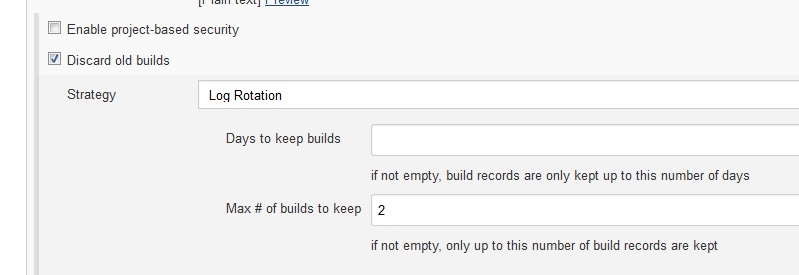 [Plain text] Preview
Enable project-based security
Discard old builds
Strategy
Log Rotation
Days to keep builds
if not empty, build records are only kept up to this number of days
Max # of builds to keep
2
if not empty, only up to this number of build records are kept